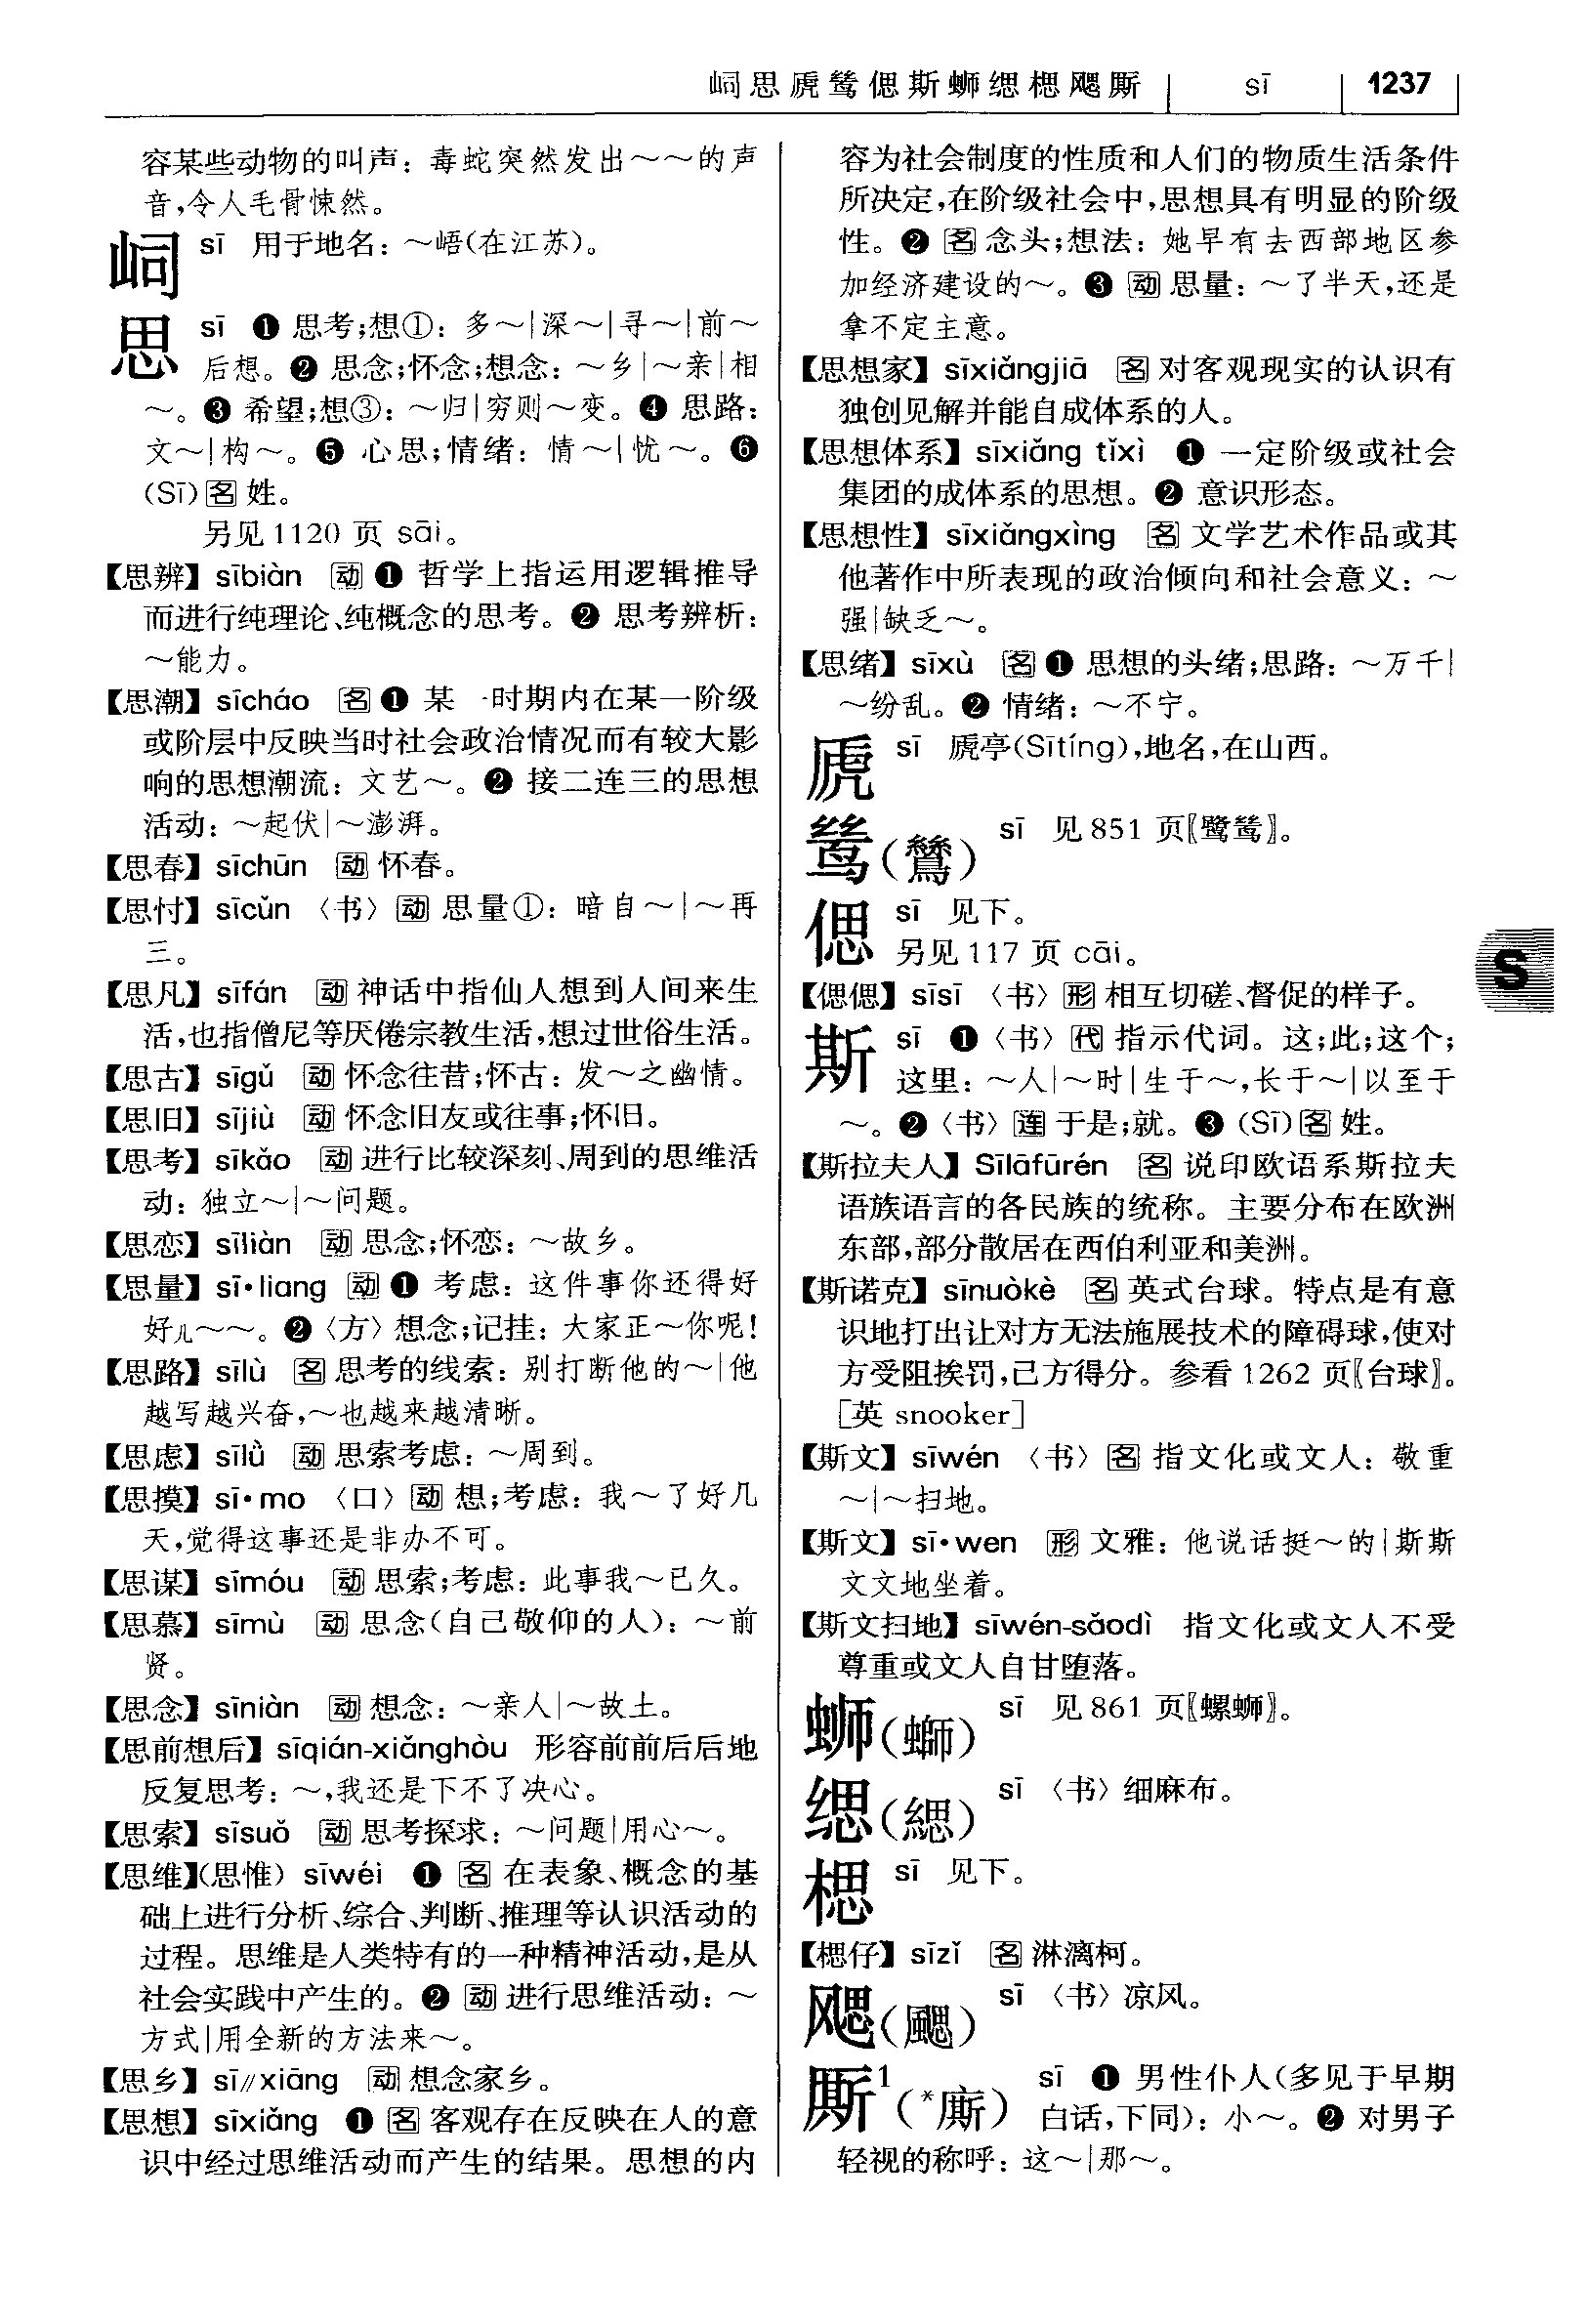 峒思虒鸶偲斯蛳缌楒飔厮 sī 1237
容某些动物的叫声：毒蛇突然发出～～的声
音，令人毛骨悚然。
sī 用于地名：～峿(在江苏)。
思 sī ❶ 思考；想①：多～|深～|寻～|前～
后想。❷ 思念；怀念；想念：～乡|～亲|相
～。❸ 希望；想③：～归|穷则～变。❹ 思路：
文～|构～。❺ 心思；情绪：情～|忧～。❻
(Sī) 名 姓。
另见1120 页 sāi。
【思辨】sībiàn 动 ❶ 哲学上指运用逻辑推导
而进行纯理论、纯概念的思考。❷ 思考辨析：
～能力。
【思潮】sīcháo 名 ❶ 某一时期内在某一阶级
或阶层中反映当时社会政治情况而有较大影
响的思想潮流：文艺～。❷ 接二连三的思想
活动：～起伏|～澎湃。
【思春】sīchūn 动 怀春。
【思忖】sīcǔn 〈书〉 动 思量①：暗自～|～再
三。
【思凡】sīfán 动 神话中指仙人想到人间来生
活，也指僧尼等厌倦宗教生活，想过世俗生活。
【思古】sīgǔ 动 怀念往昔；怀古：发～之幽情。
【思旧】sījiù 动 怀念旧友或往事；怀旧。
【思考】sīkǎo 动 进行比较深刻、周到的思维活
动：独立～|～问题。
【思恋】sīliàn 动 思念；怀恋：～故乡。
【思量】sī·liang 动 ❶ 考虑：这件事你还得好
好儿～～。❷〈方〉想念；记挂：大家正～你呢！
【思路】sīlù 名 思考的线索：别打断他的～|他
越写越兴奋，～也越来越清晰。
【思虑】sīlǜ 动 思索考虑：～周到。
【思摸】sī·mo 〈口〉 动 想；考虑：我～了好几
天，觉得这事还是非办不可。
【思谋】sīmóu 动 思索；考虑：此事我～已久。
【思慕】sīmù 动 思念(自己敬仰的人)：～前
贤。
【思念】sīniàn 动 想念：～亲人|～故土。
【思前想后】sīqián-xiǎnghòu 形容前前后后地
反复思考：～，我还是下不了决心。
【思索】sīsuǒ 动 思考探求：～问题|用心～。
【思维】(思惟) sīwéi ❶ 名 在表象、概念的基
础上进行分析、综合、判断、推理等认识活动的
过程。思维是人类特有的一种精神活动，是从
社会实践中产生的。❷ 动 进行思维活动：～
方式|用全新的方法来～。
【思乡】sī//xiāng 动 想念家乡。
【思想】sīxiǎng ❶ 名 客观存在反映在人的意
识中经过思维活动而产生的结果。思想的内
容为社会制度的性质和人们的物质生活条件
所决定，在阶级社会中，思想具有明显的阶级
性。❷ 名 念头；想法：她早有去西部地区参
加经济建设的～。❸ 动 思量：～了半天，还是
拿不定主意。
【思想家】sīxiǎngjiā 名 对客观现实的认识有
独创见解并能自成体系的人。
【思想体系】sīxiǎng tǐxì ❶ 一定阶级或社会
集团的成体系的思想。❷ 意识形态。
【思想性】sīxiǎngxìng 名 文学艺术作品或其
他著作中所表现的政治倾向和社会意义：～
强|缺乏～。
【思绪】sīxù 名 ❶ 思想的头绪；思路：～万千|
～纷乱。❷ 情绪：～不宁。
虒 sī 虒亭(Sītíng)，地名，在山西。
鸶(鷥) sī 见851 页〖鹭鸶〗。
偲 sī 见下。
另见117 页 cāi。
【偲偲】sīsī 〈书〉 形 相互切磋、督促的样子。
斯 sī ❶〈书〉 代 指示代词。这；此；这个；
这里：～人|～时|生于～，长于～|以至于
～。❷〈书〉 连 于是；就。❸ (Sī) 名 姓。
【斯拉夫人】Sīlāfūrén 名 说印欧语系斯拉夫
语族语言的各民族的统称。主要分布在欧洲
东部，部分散居在西伯利亚和美洲。
【斯诺克】sīnuòkè 名 英式台球。特点是有意
识地打出让对方无法施展技术的障碍球，使对
方受阻挨罚，己方得分。参看 1262 页〖台球〗。
[英 snooker]
【斯文】sīwén 〈书〉 名 指文化或文人：敬重
～|～扫地。
【斯文】sī·wen 形 文雅：他说话挺～的|斯斯
文文地坐着。
【斯文扫地】sīwén-sǎodì 指文化或文人不受
尊重或文人自甘堕落。
蛳(螄) sī 见861 页〖螺蛳〗。
缌(緦) sī 〈书〉细麻布。
楒 sī 见下。
【楒仔】sīzǐ 名 淋漓柯。
飔(颸) sī 〈书〉凉风。
厮¹(*廝) sī ❶ 男性仆人(多见于早期
白话，下同)：小～。❷ 对男子
轻视的称呼：这～|那～。
S